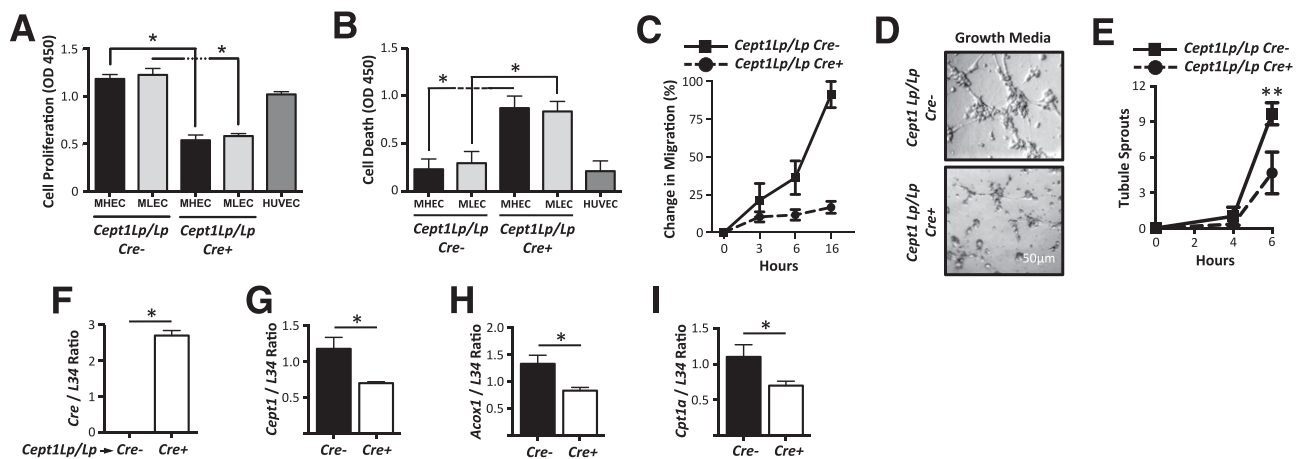 A
Cell Proliferation (OD 450)
1.5
1.0
0.5
0
*
*
MHEC MLEC MHEC MLEC HUVEC
Cept1Lp/Lp Cept1Lp/Lp
Cre- Cre+
B
Cell Death (OD 450)
1.5
1.0
0.5
0
*
*
MHEC MLEC MHEC MLEC HUVEC
Cept1Lp/Lp Cept1Lp/Lp
Cre- Cre+
C
Cept1Lp/Lp Cre-
Cept1Lp/Lp Cre+
Change in Migration (%)
100
75
50
25
0
0 3 6 16
Hours
D
Growth Media
Cept1 Lp/Lp
Cre-
Cept1 Lp/Lp
Cre+
50µm
E
Cept1Lp/Lp Cre-
Cept1Lp/Lp Cre+
Tubule Sprouts
12
9
6
3
0
**
0 2 4 6
Hours
F
Cre / L34 Ratio
3
2
1
0
*
Cept1Lp/Lp → Cre- Cre+
G
Cept1 / L34 Ratio
1.5
1.0
0.5
*
Cre- Cre+
H
Acox1 / L34 Ratio
2.0
1.5
1.0
0.5
*
Cre- Cre+
I
Cpt1a / L34 Ratio
1.5
1.0
0.5
*
Cre- Cre+